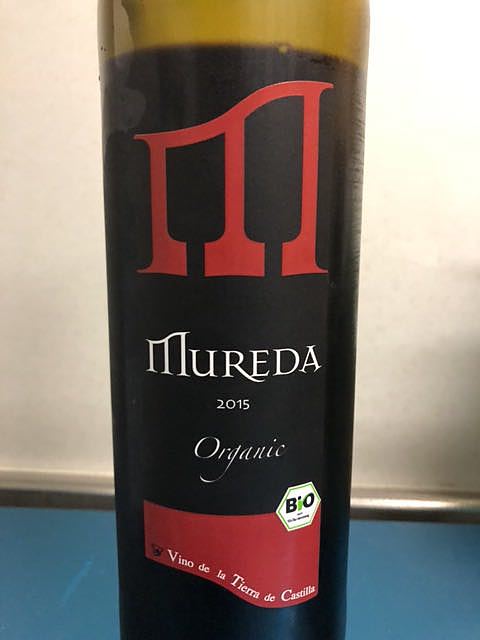 MUREDA
2015
Organic
BiO
Vino de la Tierra de Castilla